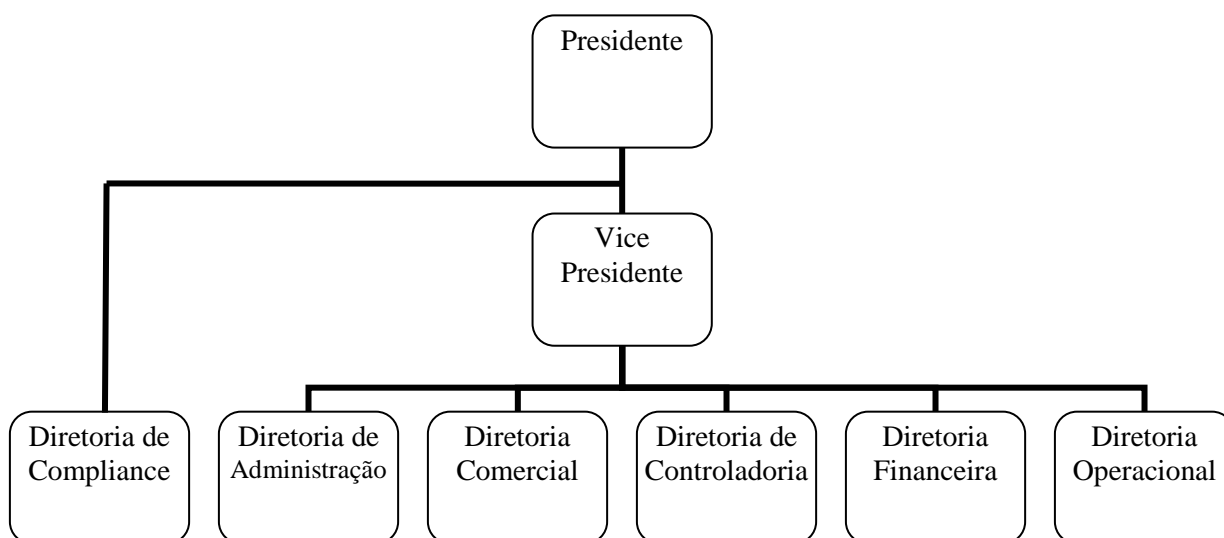 Presidente
Vice
Presidente
Diretoria de
Compliance
Diretoria de
Administração
Diretoria
Comercial
Diretoria de
Controladoria
Diretoria
Financeira
Diretoria
Operacional